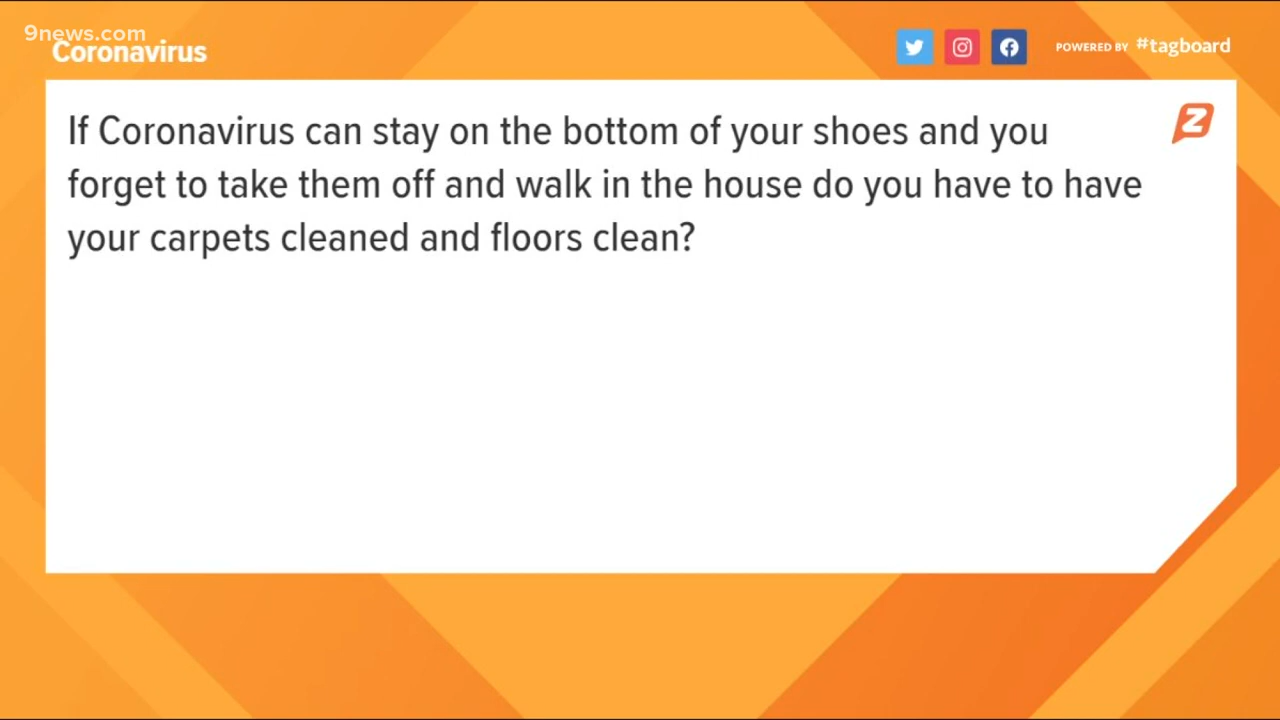 9news.com
Coronavirus
POWERED BY #tagboard
If Coronavirus can stay on the bottom of your shoes and you
forget to take them off and walk in the house do you have to have
your carpets cleaned and floors clean?